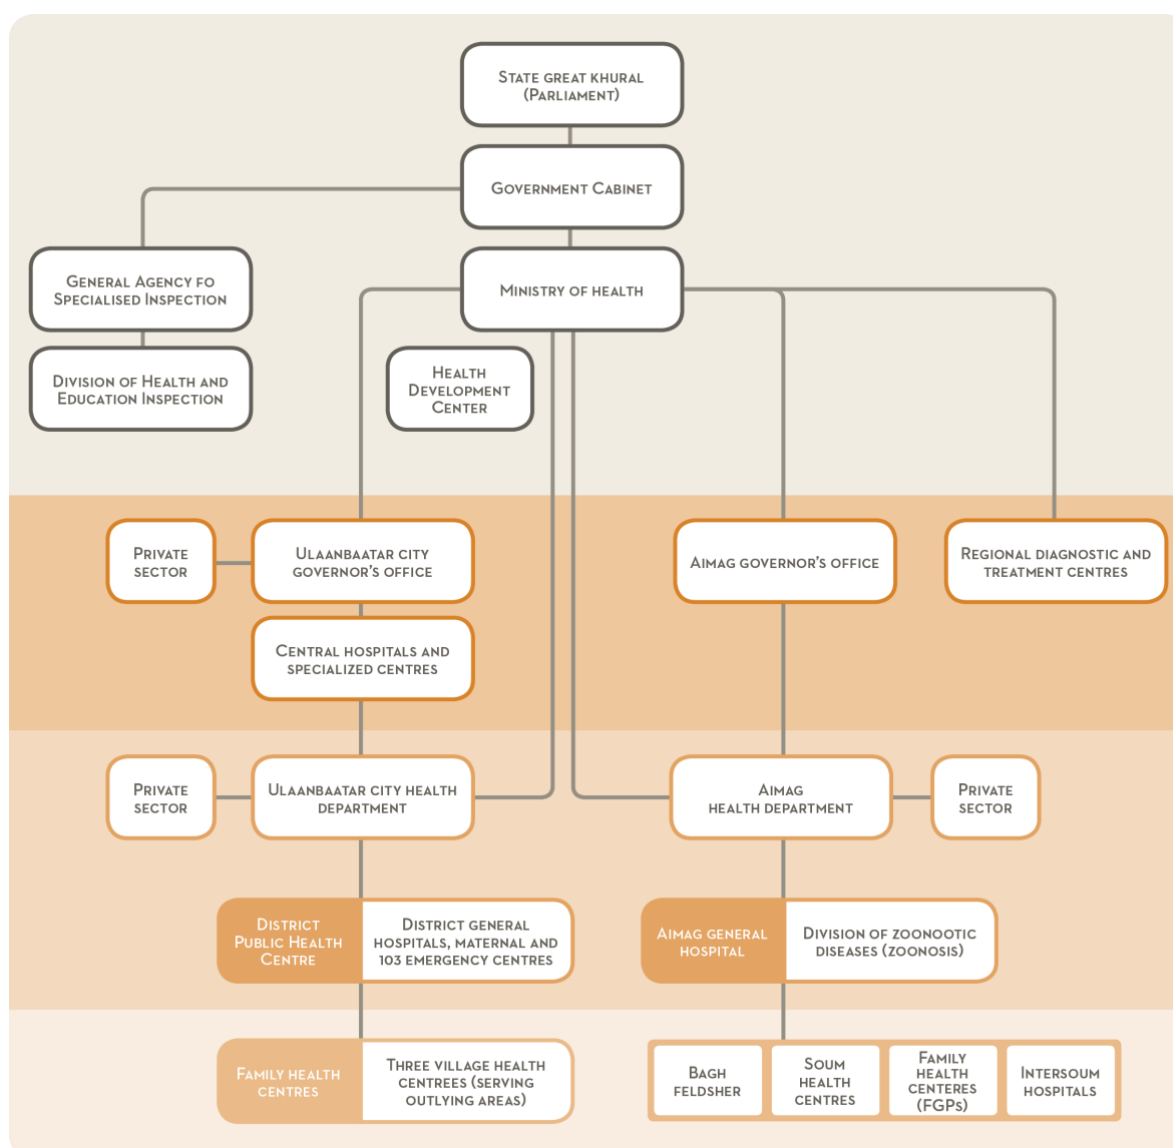 State great khural
(Parliament)
Government Cabinet
General Agency fo
Specialised Inspection
Ministry of health
Division of Health and
Education Inspection
Health
Development
Center
Private
sector
Ulaanbaatar city
governor's office
Aimag governor's office
Regional diagnostic and
treatment centres
Central hospitals and
specialized centres
Private
sector
Ulaanbaatar city health
department
Aimag
health department
Private
sector
District
Public Health
Centre
District general
hospitals, maternal and
103 emergency centres
Aimag general
hospital
Division of zoonootic
diseases (zoonosis)
Family health
centres
Three village health
centrees (serving
outlying areas)
Bagh
feldsher
Soum
health
centres
Family
health
centeres
(FGPs)
Intersoum
hospitals